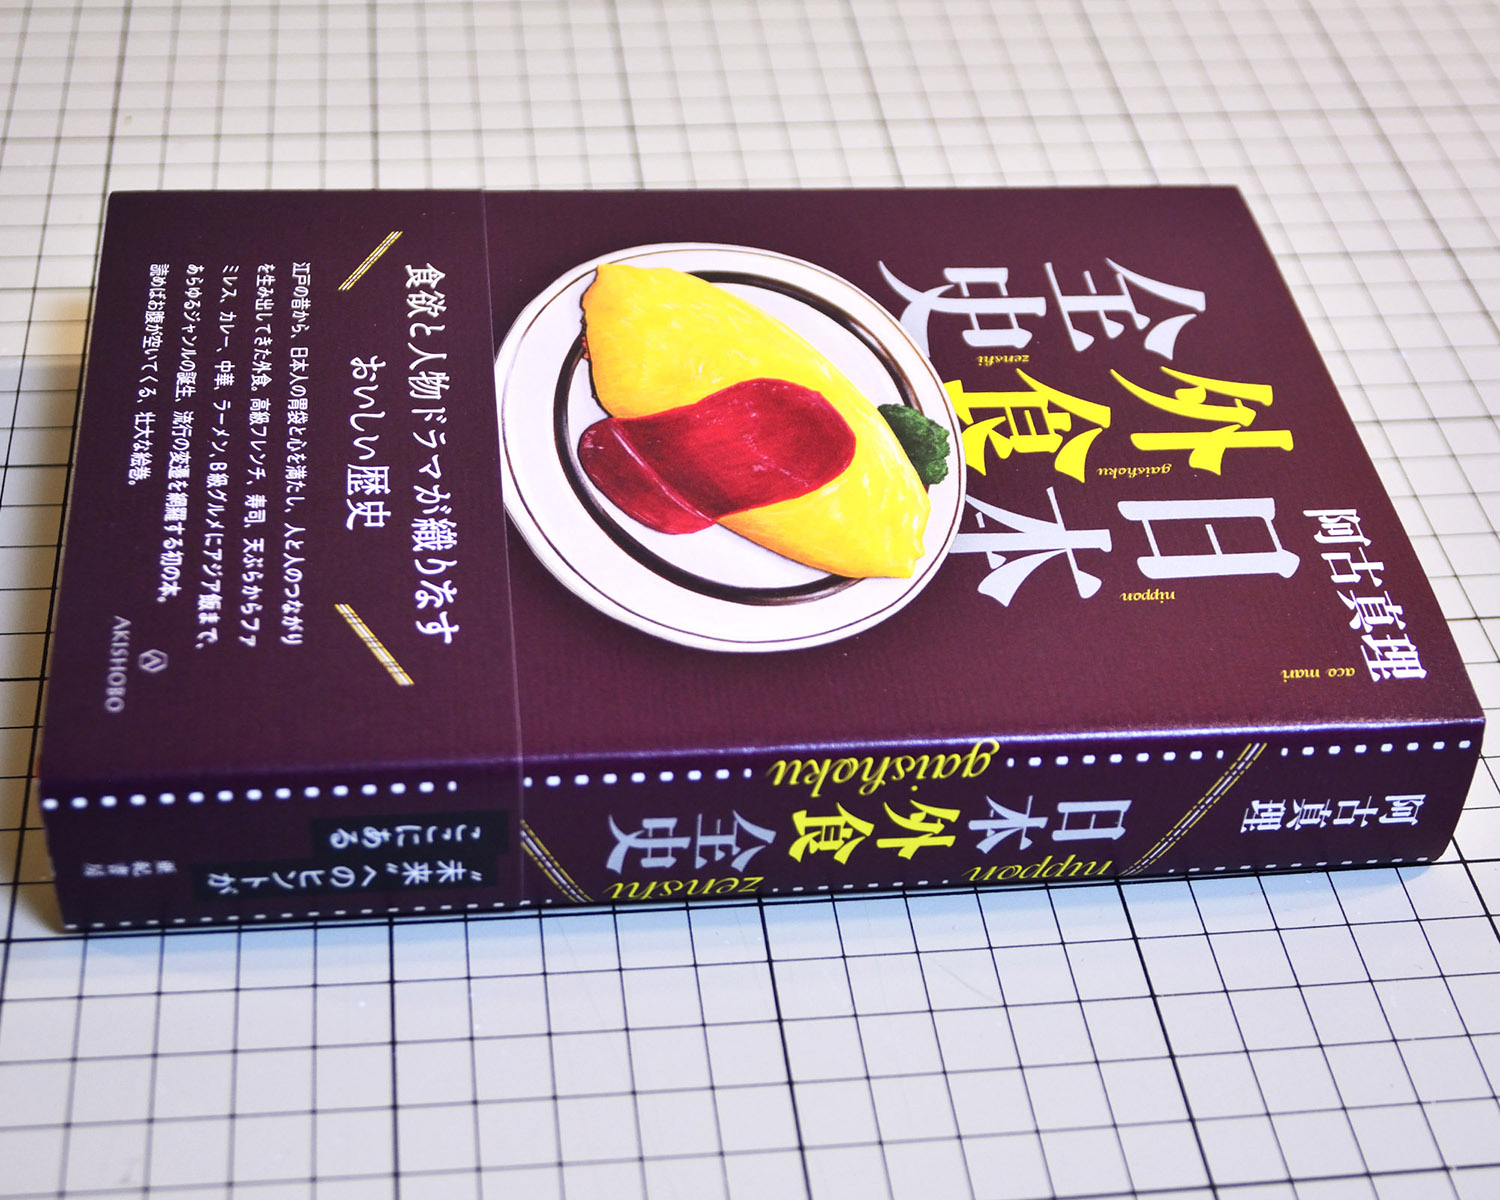 阿古真理
aco mari
日本
nippon
外食
gaishoku
全史
zenshi
食欲と人物ドラマが織りなす
おいしい歴史
江戸の昔から、日本人の胃袋と心を満たし、人と人のつながり
を生み出してきた外食。高級フレンチ、寿司、天ぷらからファ
ミレス、カレー、中華、ラーメン、B級グルメにアジア飯まで、
あらゆるジャンルの誕生、流行の変遷を網羅する初の本。
読めばお腹が空いてくる、壮大な絵巻。
AKISHOBO
阿古真理
日本外食全史
nippon
gaishoku
zenshi
“未来”へのヒントが
ここにある
亜紀書房